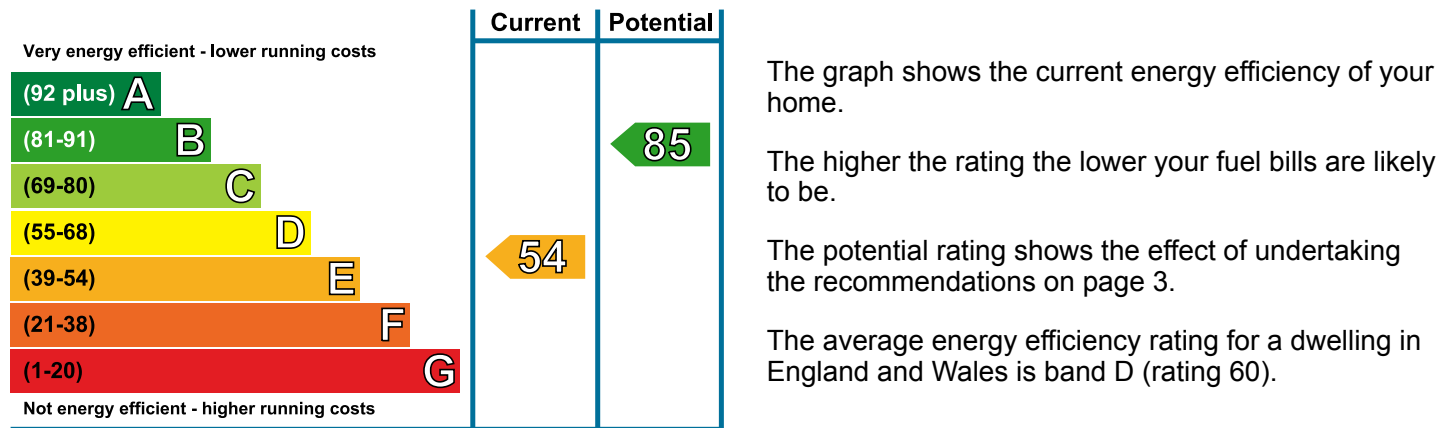 Current Potential
Very energy efficient - lower running costs
(92 plus) A
(81-91) B
85
(69-80) C
(55-68) D
54
(39-54) E
(21-38) F
(1-20) G
Not energy efficient - higher running costs
The graph shows the current energy efficiency of your
home.
The higher the rating the lower your fuel bills are likely
to be.
The potential rating shows the effect of undertaking
the recommendations on page 3.
The average energy efficiency rating for a dwelling in
England and Wales is band D (rating 60).